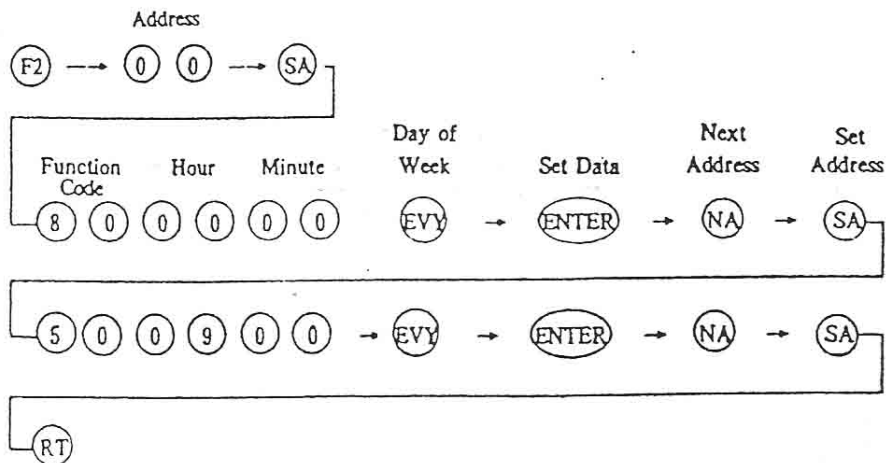 Address
F2 0 0 SA
Day of Next Set
Function Hour Minute Week Set Data Address Address
Code
8 0 0 0 0 0 EVY ENTER NA SA
5 0 0 9 0 0 EVY ENTER NA SA
RT